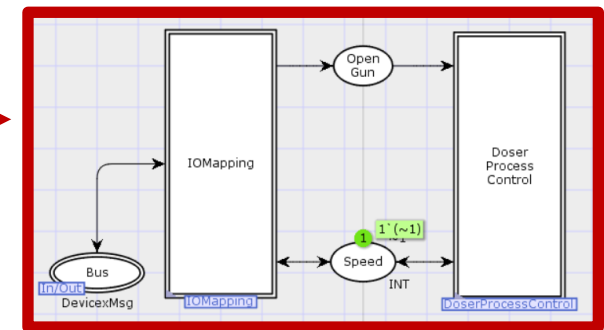 Open
Gun
IOMapping
Doser
Process
Control
1`(~1)
1
Speed
INT
Bus
In/Out
DevicexMsg
IOMapping
DoserProcessControl